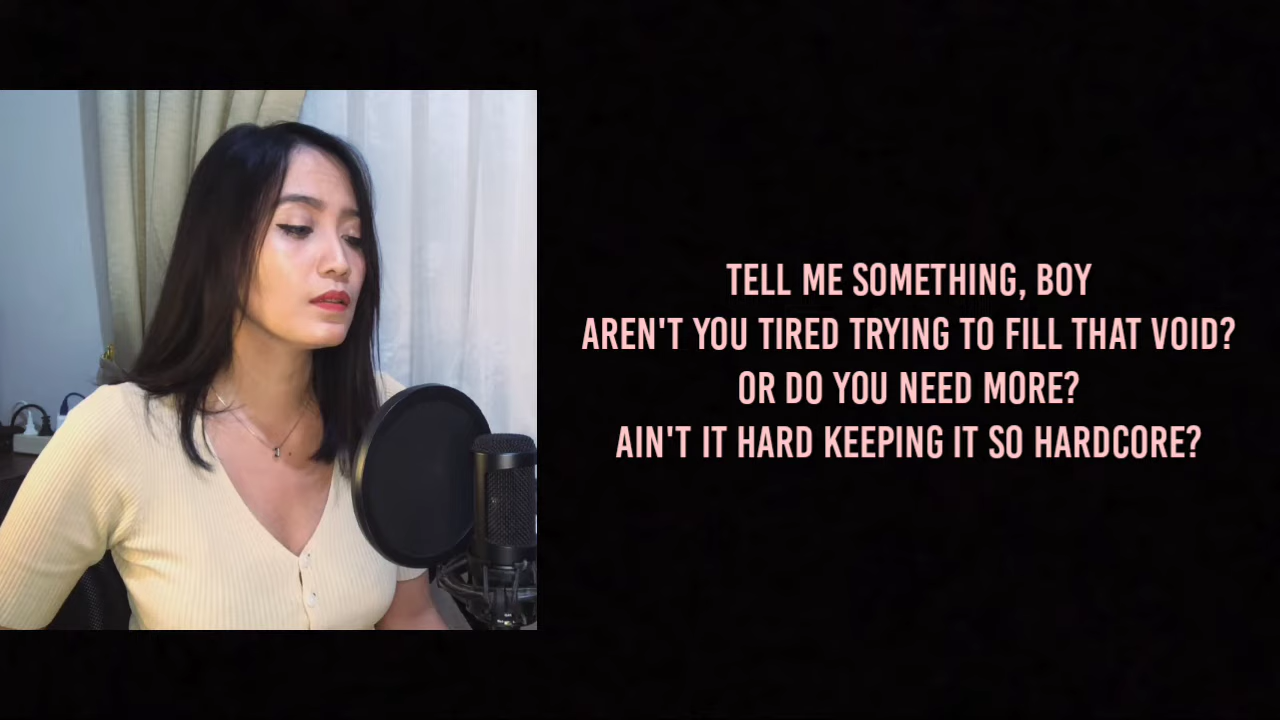 TELL ME SOMETHING, BOY
AREN'T YOU TIRED TRYING TO FILL THAT VOID?
OR DO YOU NEED MORE?
AIN'T IT HARD KEEPING IT SO HARDCORE?